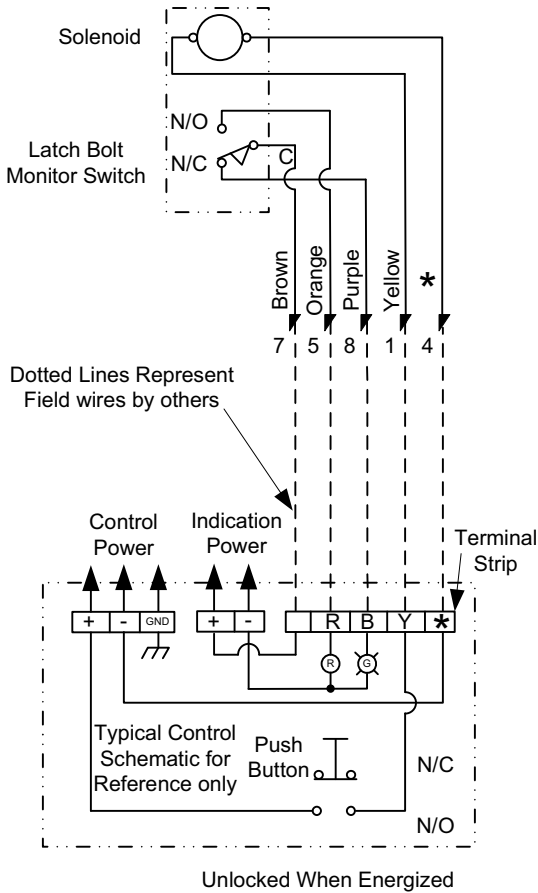 Solenoid
N/O
Latch Bolt
Monitor Switch
N/C
C
Brown
Orange
Purple
Yellow
*
7 5 8 1 4
Dotted Lines Represent
Field wires by others
Control
Power
Indication
Power
Terminal
Strip
+ - GND + - R B Y *
R G
Typical Control
Schematic for
Reference only
Push
Button
N/C
N/O
Unlocked When Energized